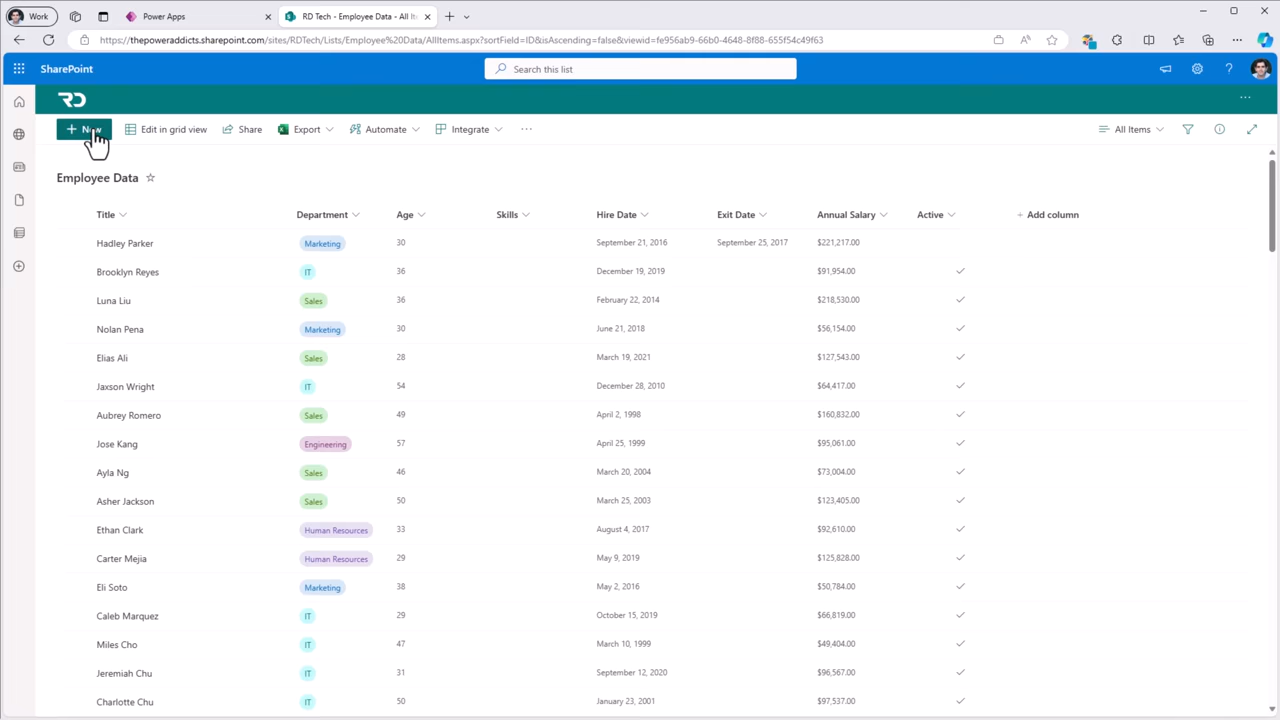 Work
Power Apps
RD Tech - Employee Data - All It
https://thepoweraddicts.sharepoint.com/sites/RDTech/Lists/Employee%20Data/AllItems.aspx?sortField=ID&isAscending=false&viewid=fe956ab9-66b0-4648-8f88-655f54c49f63
SharePoint
Search this list
RD
+ New Edit in grid view Share Export Automate Integrate ··· All Items
Employee Data
Title Department Age Skills Hire Date Exit Date Annual Salary Active + Add column
Hadley Parker Marketing 30 September 21, 2016 September 25, 2017 $221,217.00
Brooklyn Reyes IT 36 December 19, 2019 $91,954.00
Luna Liu Sales 36 February 22, 2014 $218,530.00
Nolan Pena Marketing 30 June 21, 2018 $56,154.00
Elias Ali Sales 28 March 19, 2021 $127,543.00
Jaxson Wright IT 54 December 28, 2010 $64,417.00
Aubrey Romero Sales 49 April 2, 1998 $160,832.00
Jose Kang Engineering 57 April 25, 1999 $95,061.00
Ayla Ng Sales 46 March 20, 2004 $73,004.00
Asher Jackson Sales 50 March 25, 2003 $123,405.00
Ethan Clark Human Resources 33 August 4, 2017 $92,610.00
Carter Mejia Human Resources 29 May 9, 2019 $125,828.00
Eli Soto Marketing 38 May 2, 2016 $50,784.00
Caleb Marquez IT 29 October 15, 2019 $66,819.00
Miles Cho IT 47 March 10, 1999 $49,404.00
Jeremiah Chu IT 31 September 12, 2020 $96,567.00
Charlotte Chu IT 50 January 23, 2001 $97,537.00